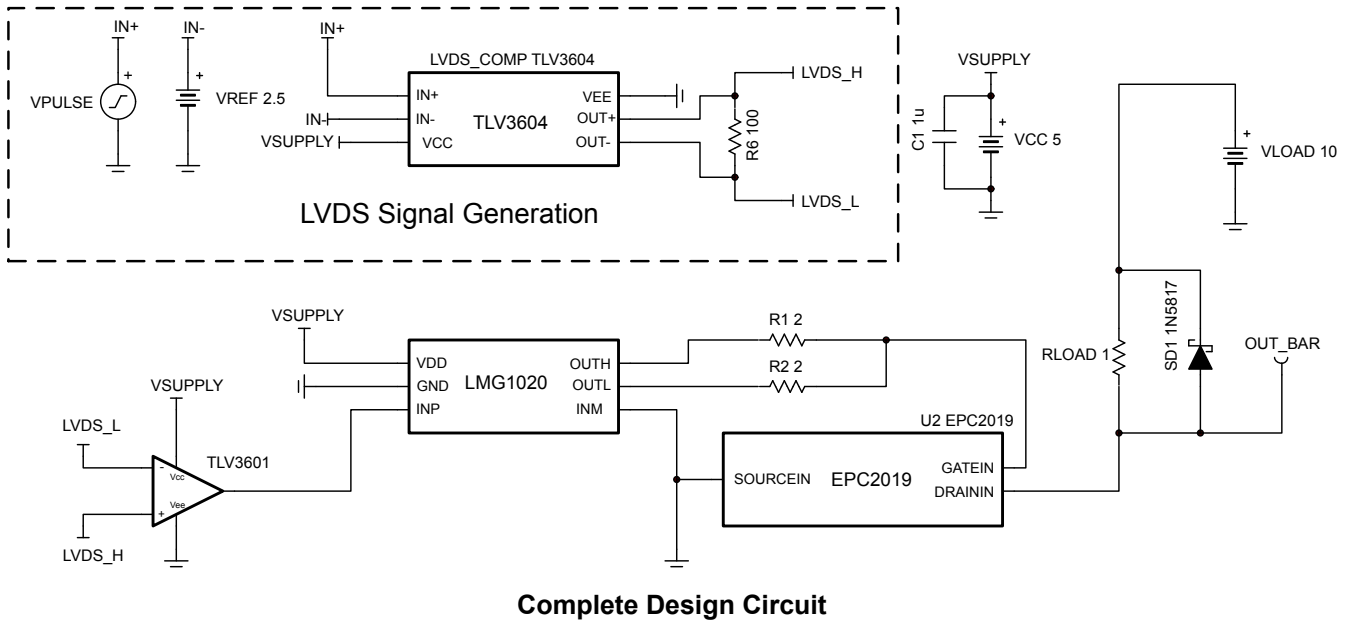 IN+
IN-
IN+
+
+
VPULSE
VREF 2.5
LVDS_COMP TLV3604
IN+
IN-
VCC
TLV3604
VEE
OUT+
OUT-
IN-
VSUPPLY
R6 100
LVDS_H
LVDS_L
LVDS Signal Generation
VSUPPLY
C1 1u
+
VCC 5
+
VLOAD 10
VSUPPLY
VDD
GND
INP
LMG1020
OUTH
OUTL
INM
R1 2
R2 2
RLOAD 1
SD1 1N5817
OUT_BAR
VSUPPLY
LVDS_L
TLV3601
-
Vcc
Vee
+
LVDS_H
U2 EPC2019
SOURCEIN
EPC2019
GATEIN
DRAININ
Complete Design Circuit